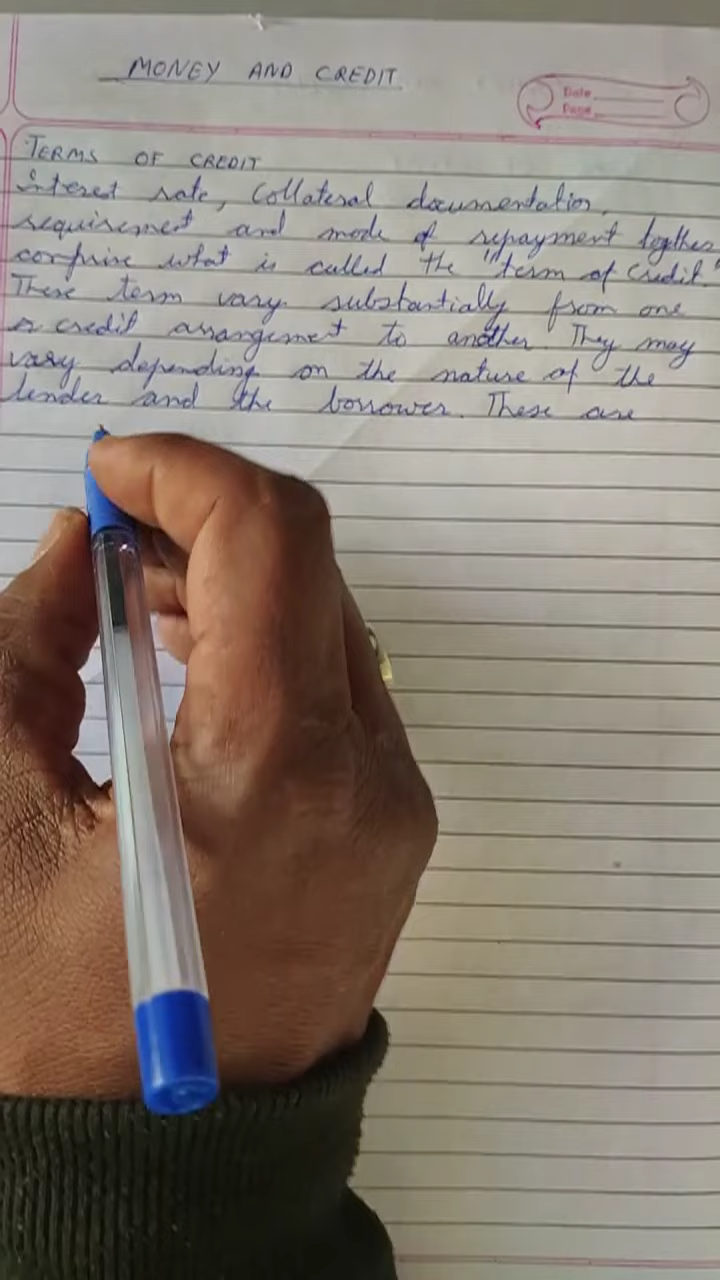 MONEY AND CREDIT
Date
Page
TERMS OF CREDIT
interest rate, Collateral documentation,
requirement and mode of repayment together
comprise what is called the "term of Credit."
These term vary substantially from one
credit arrangement to another. They may
vary depending on the nature of the
lender and the borrower. These are